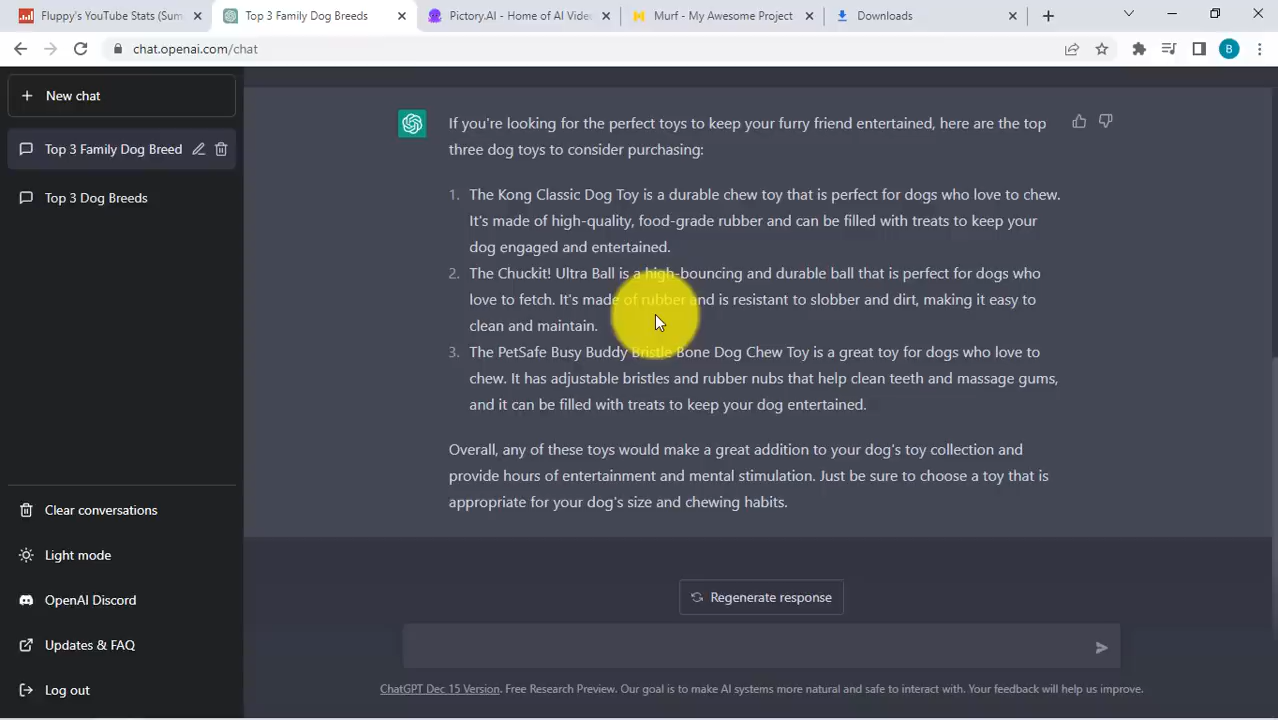 Fluppy's YouTube Stats (Sum
Top 3 Family Dog Breeds
Pictory.AI - Home of AI Video
Murf - My Awesome Project
Downloads
chat.openai.com/chat
B
New chat
Top 3 Family Dog Breed
Top 3 Dog Breeds
Clear conversations
Light mode
OpenAI Discord
Updates & FAQ
Log out
If you're looking for the perfect toys to keep your furry friend entertained, here are the top
three dog toys to consider purchasing:
1. The Kong Classic Dog Toy is a durable chew toy that is perfect for dogs who love to chew.
It's made of high-quality, food-grade rubber and can be filled with treats to keep your
dog engaged and entertained.
2. The Chuckit! Ultra Ball is a high-bouncing and durable ball that is perfect for dogs who
love to fetch. It's made of rubber and is resistant to slobber and dirt, making it easy to
clean and maintain.
3. The PetSafe Busy Buddy Bristle Bone Dog Chew Toy is a great toy for dogs who love to
chew. It has adjustable bristles and rubber nubs that help clean teeth and massage gums,
and it can be filled with treats to keep your dog entertained.
Overall, any of these toys would make a great addition to your dog's toy collection and
provide hours of entertainment and mental stimulation. Just be sure to choose a toy that is
appropriate for your dog's size and chewing habits.
Regenerate response
ChatGPT Dec 15 Version. Free Research Preview. Our goal is to make AI systems more natural and safe to interact with. Your feedback will help us improve.